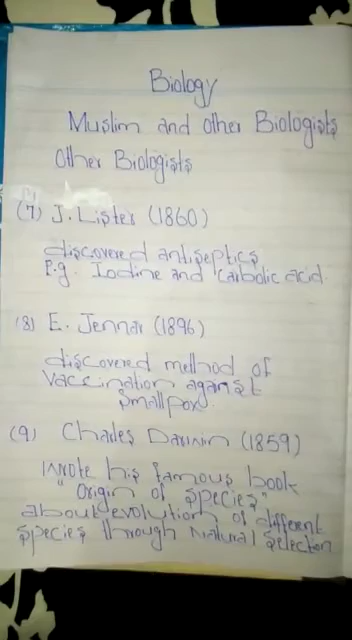 Biology
Muslim and other Biologists
Other Biologists
(7) J. Lister (1860)
discovered antiseptics
e.g. Iodine and Carbolic acid
(8) E. Jennar (1896)
discovered method of
vaccination against
Smallpox.
(9) Charles Darwin (1859)
wrote his famous book
"Origin of species"
about evolution of different
species through natural selection